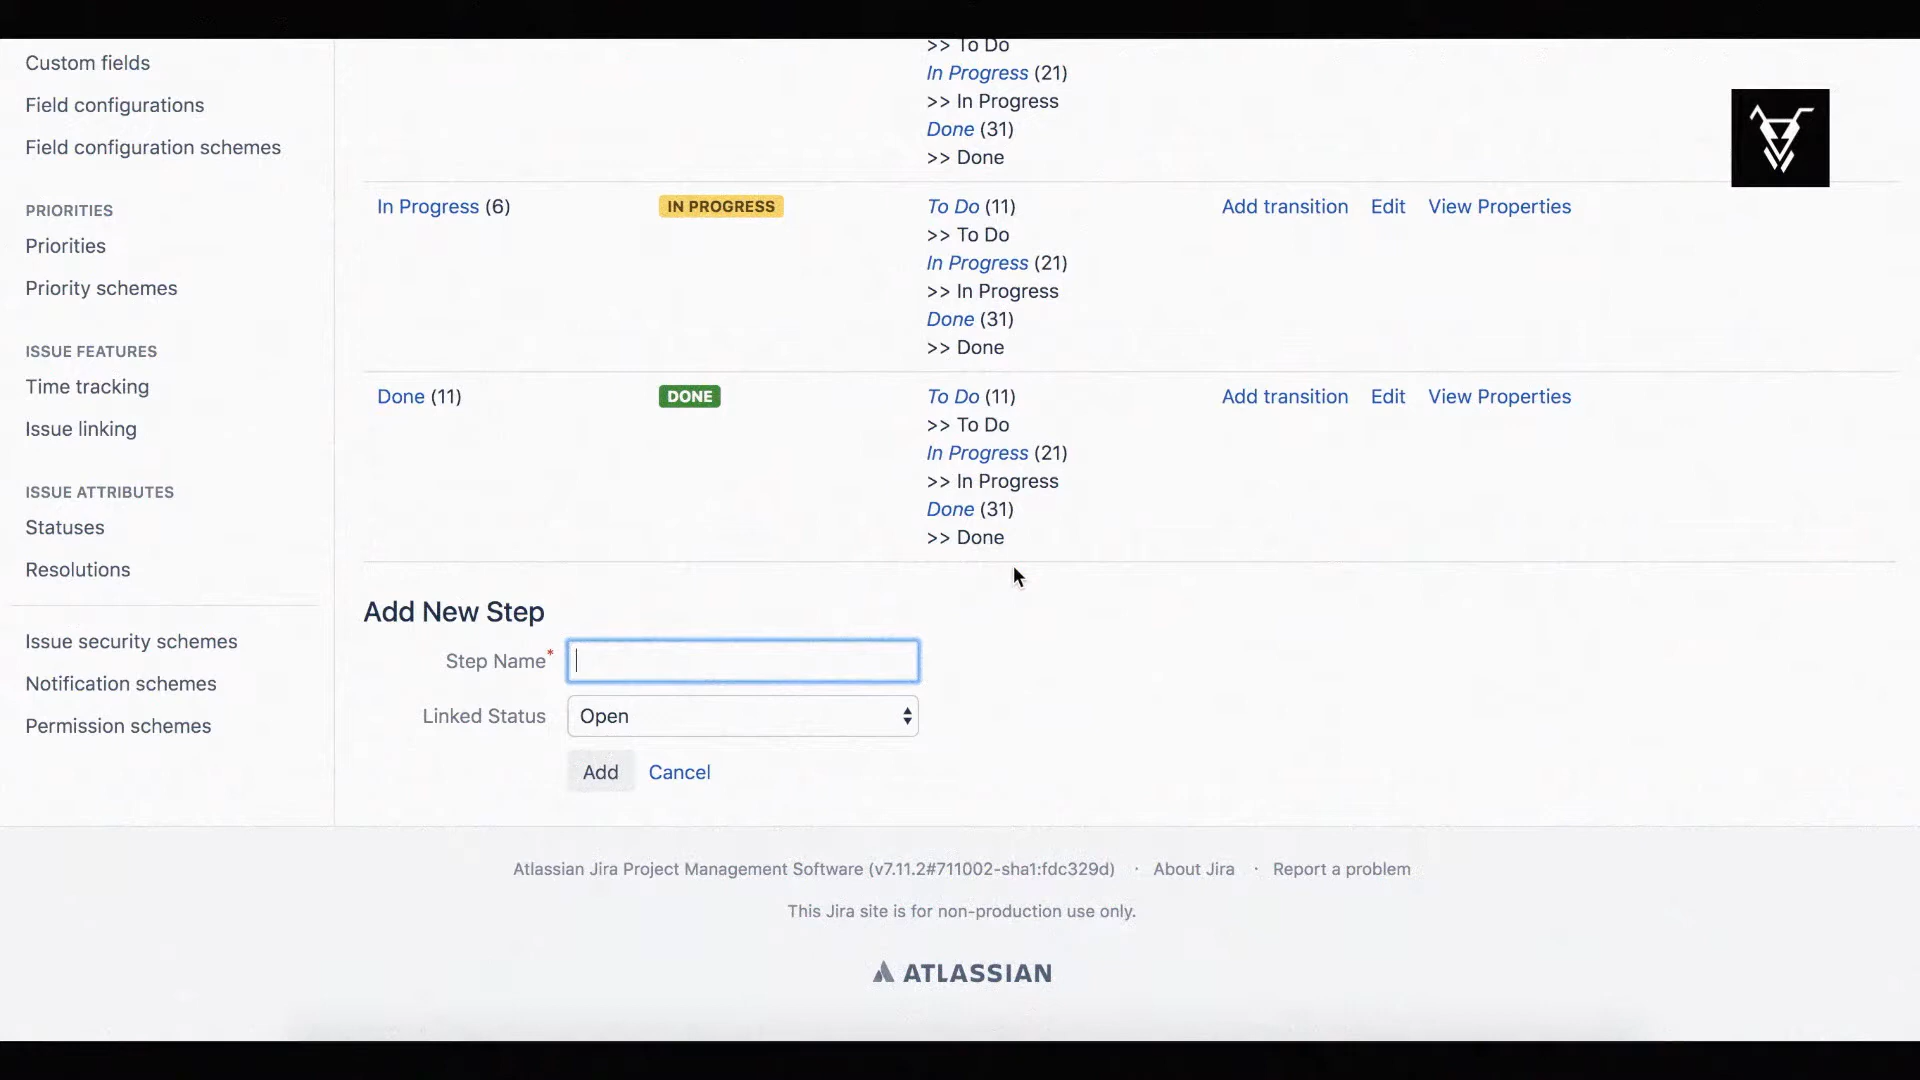 Custom fields
Field configurations
Field configuration schemes
PRIORITIES
Priorities
Priority schemes
ISSUE FEATURES
Time tracking
Issue linking
ISSUE ATTRIBUTES
Statuses
Resolutions
Issue security schemes
Notification schemes
Permission schemes
>> To Do
In Progress (21)
>> In Progress
Done (31)
>> Done
In Progress (6)
IN PROGRESS
To Do (11)
>> To Do
In Progress (21)
>> In Progress
Done (31)
>> Done
Add transition Edit View Properties
Done (11)
DONE
To Do (11)
>> To Do
In Progress (21)
>> In Progress
Done (31)
>> Done
Add transition Edit View Properties
Add New Step
Step Name*
Linked Status Open
Add Cancel
Atlassian Jira Project Management Software (v7.11.2#711002-sha1:fdc329d) · About Jira · Report a problem
This Jira site is for non-production use only.
ATLASSIAN